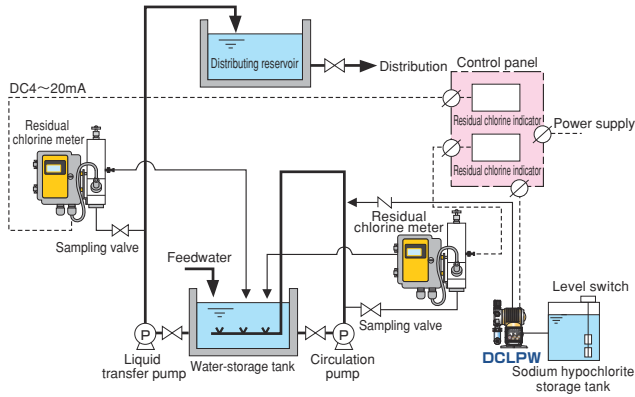 Distributing reservoir
Distribution
Control panel
DC4～20mA
Residual chlorine indicator
Power supply
Residual
chlorine meter
Residual chlorine indicator
Sampling valve
Residual
chlorine meter
Feedwater
Level switch
Sampling valve
P
P
Liquid
transfer pump
Water-storage tank
Circulation
pump
DCLPW
Sodium hypochlorite
storage tank